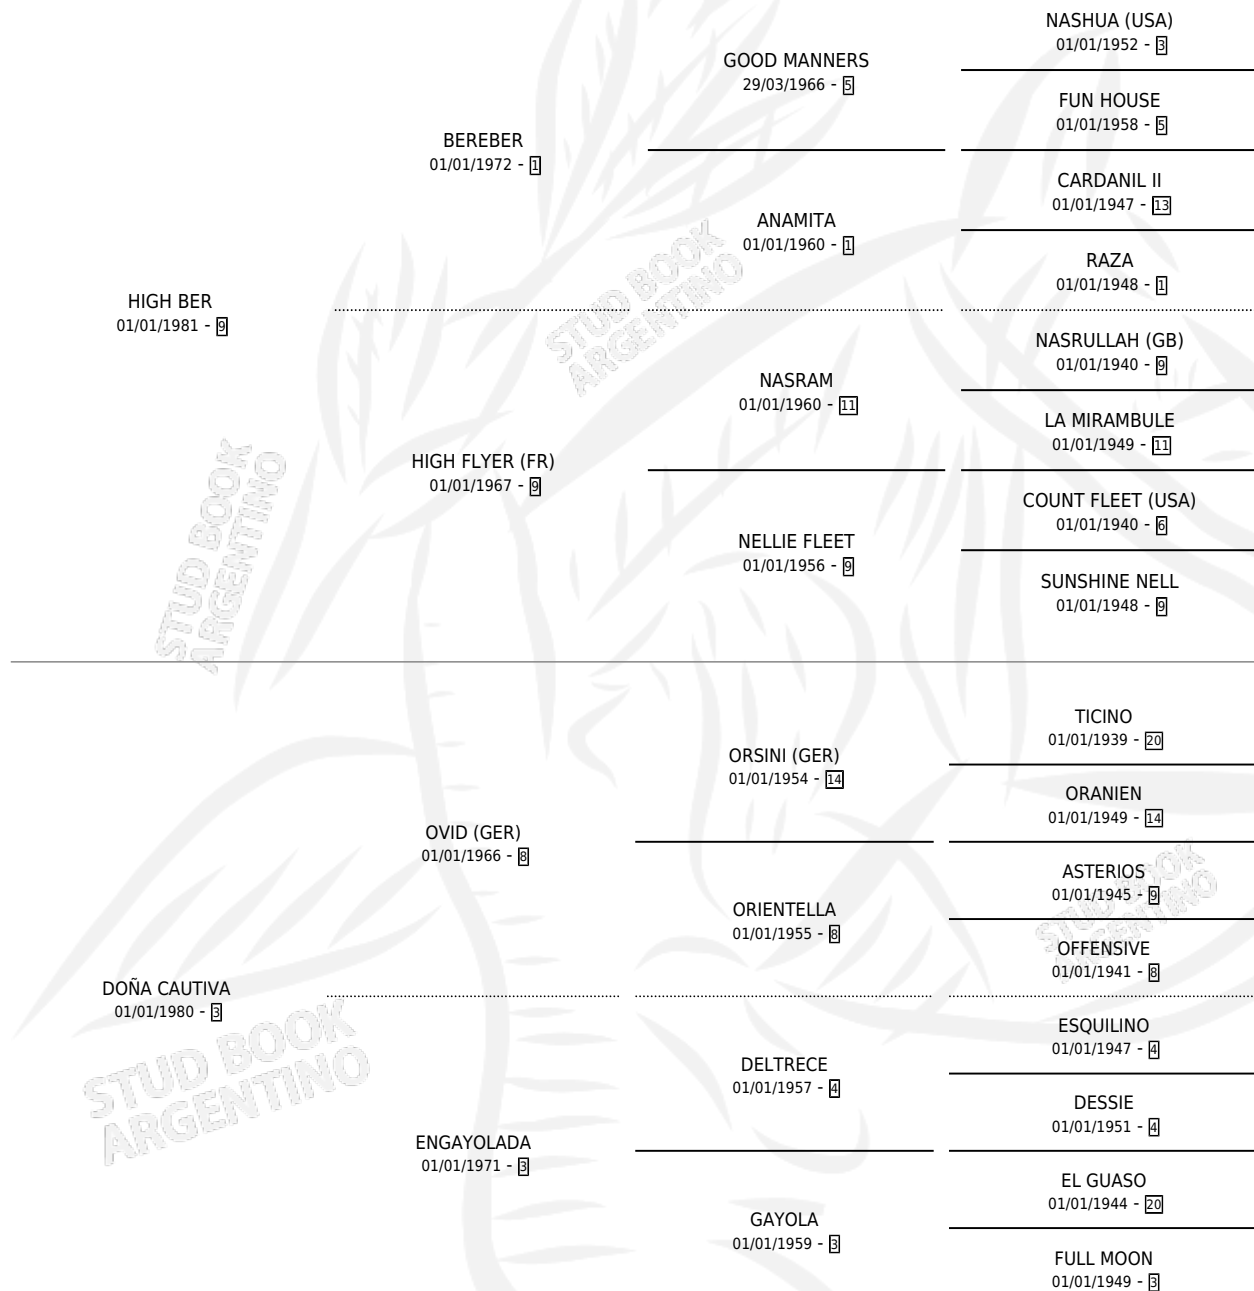 NASHUA (USA)
01/01/1952 - 3
GOOD MANNERS
29/03/1966 - 5
FUN HOUSE
01/01/1958 - 5
BEREBER
01/01/1972 - 1
CARDANIL II
01/01/1947 - 13
ANAMITA
01/01/1960 - 1
RAZA
01/01/1948 - 1
HIGH BER
01/01/1981 - 9
NASRULLAH (GB)
01/01/1940 - 9
NASRAM
01/01/1960 - 11
LA MIRAMBULE
01/01/1949 - 11
HIGH FLYER (FR)
01/01/1967 - 9
COUNT FLEET (USA)
01/01/1940 - 6
NELLIE FLEET
01/01/1956 - 9
SUNSHINE NELL
01/01/1948 - 9
STUD BOOK
ARGENTINO
STUD BOOK
ARGENTINO
TICINO
01/01/1939 - 20
ORSINI (GER)
01/01/1954 - 14
ORANIEN
01/01/1949 - 14
OVID (GER)
01/01/1966 - 8
ASTERIOS
01/01/1945 - 9
ORIENTELLA
01/01/1955 - 8
OFFENSIVE
01/01/1941 - 8
DOÑA CAUTIVA
01/01/1980 - 3
ESQUILINO
01/01/1947 - 4
DELTRECE
01/01/1957 - 4
DESSIE
01/01/1951 - 4
ENGAYOLADA
01/01/1971 - 3
EL GUASO
01/01/1944 - 20
GAYOLA
01/01/1959 - 3
FULL MOON
01/01/1949 - 3
STUD BOOK
ARGENTINO
STUD BOOK
ARGENTINO